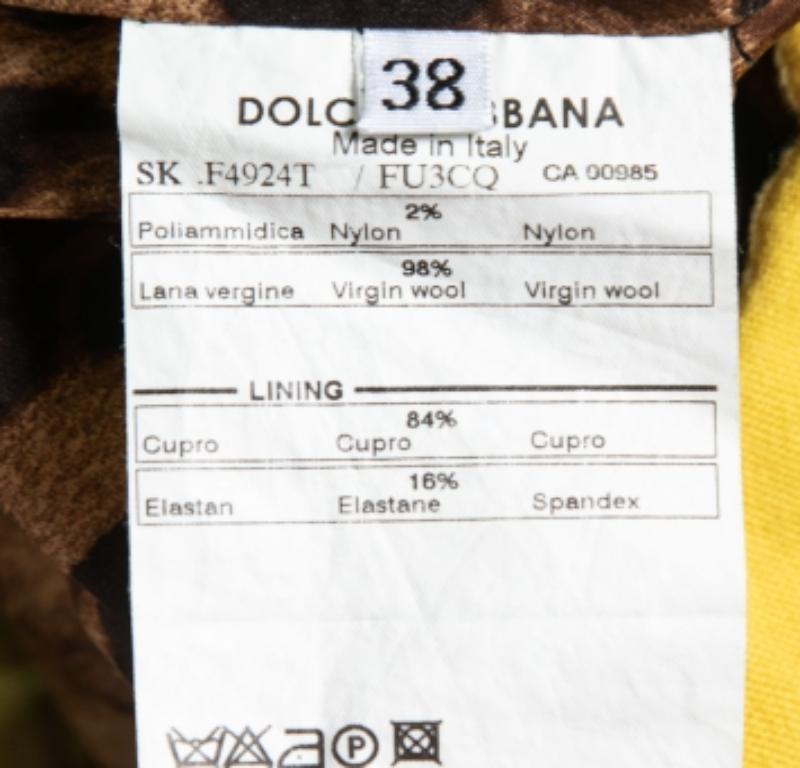 38
DOLC BBANA
Made in Italy
SK .F4924T / FU3CQ CA 00985
2%
Poliammidica Nylon Nylon
98%
Lana vergine Virgin wool Virgin wool
LINING
84%
Cupro Cupro Cupro
16%
Elastan Elastane Spandex
P